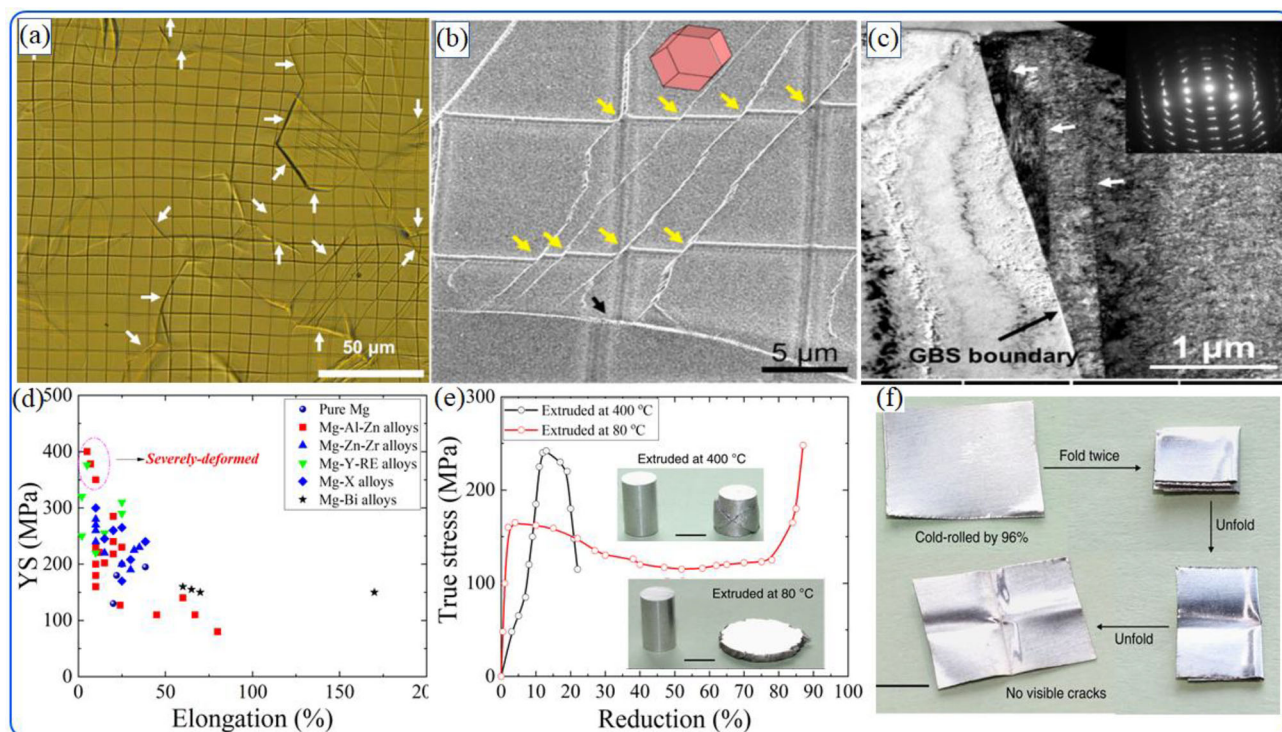 (a)
50 μm
(b)
5 μm
(c)
GBS boundary
1 μm
(d)
500
400
300
200
100
0
YS (MPa)
0
50
100
150
20
Elongation (%)
Pure Mg
Mg-Al-Zn alloys
Mg-Zn-Zr alloys
Mg-Y-RE alloys
Mg-X alloys
Mg-Bi alloys
Severely-deformed
(e)
300
200
100
0
True stress (MPa)
0
10
20
30
40
50
60
70
80
90
100
Reduction (%)
Extruded at 400 °C
Extruded at 80 °C
Extruded at 400 °C
Extruded at 80 °C
(f)
Fold twice
Cold-rolled by 96%
Unfold
Unfold
No visible cracks